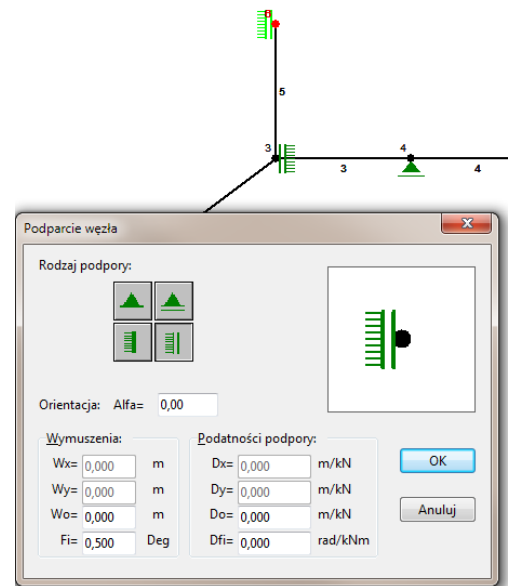 6
5
3
4
3
4
Podparcie węzła
x
Rodzaj podpory:
Orientacja: Alfa= 0,00
Wymuszenia:
Wx= 0,000 m
Wy= 0,000 m
Wo= 0,000 m
Fi= 0,500 Deg
Podatności podpory:
Dx= 0,000 m/kN
Dy= 0,000 m/kN
Do= 0,000 m/kN
Dfi= 0,000 rad/kNm
OK
Anuluj